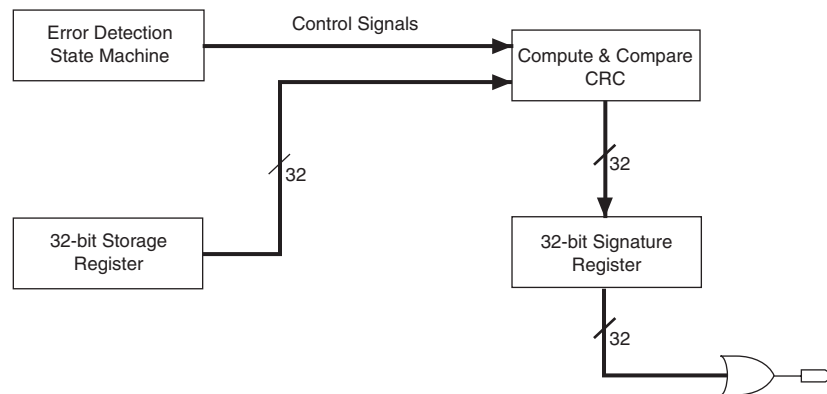 Error Detection
State Machine
Control Signals
Compute & Compare
CRC
32
32
32-bit Storage
Register
32-bit Signature
Register
32